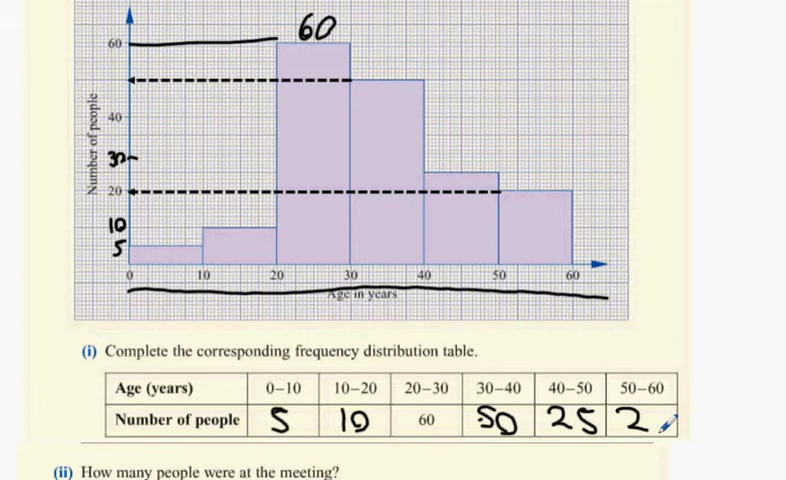 60
60
Number of people
40
30
20
10
5
0 10 20 30 40 50 60
Age in years
(i) Complete the corresponding frequency distribution table.
Age (years) 0–10 10–20 20–30 30–40 40–50 50–60
Number of people 5 10 60 50 25 2
(ii) How many people were at the meeting?